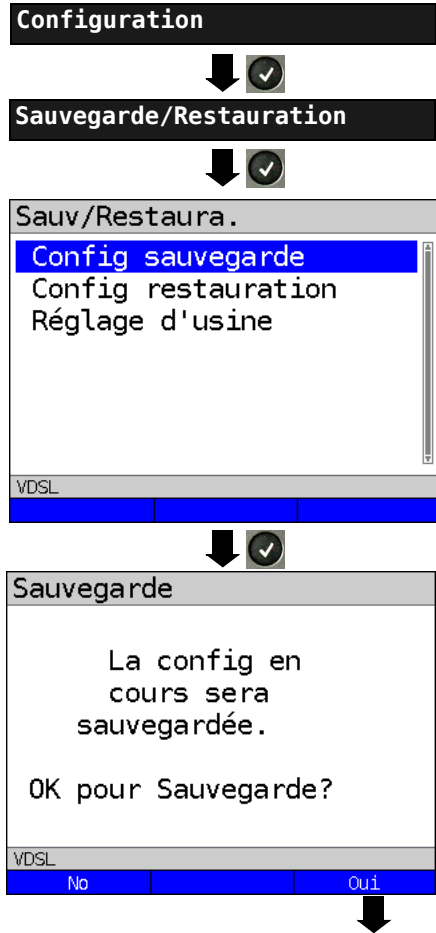 Configuration
Sauvegarde/Restauration
Sauv/Restaura.
Config sauvegarde
Config restauration
Réglage d'usine
VDSL
Sauvegarde
La config en
cours sera
sauvegardée.
OK pour Sauvegarde?
VDSL
No Oui